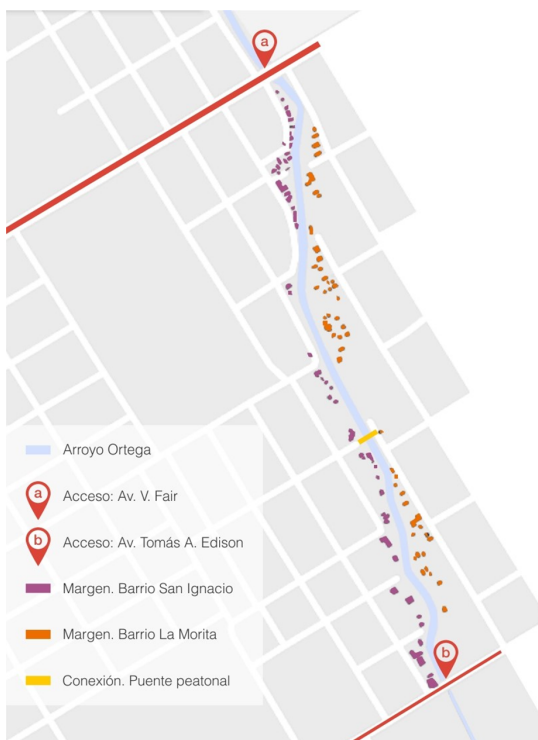 a
b
Arroyo Ortega
a
Acceso: Av. V. Fair
b
Acceso: Av. Tomás A. Edison
Margen. Barrio San Ignacio
Margen. Barrio La Morita
Conexión. Puente peatonal